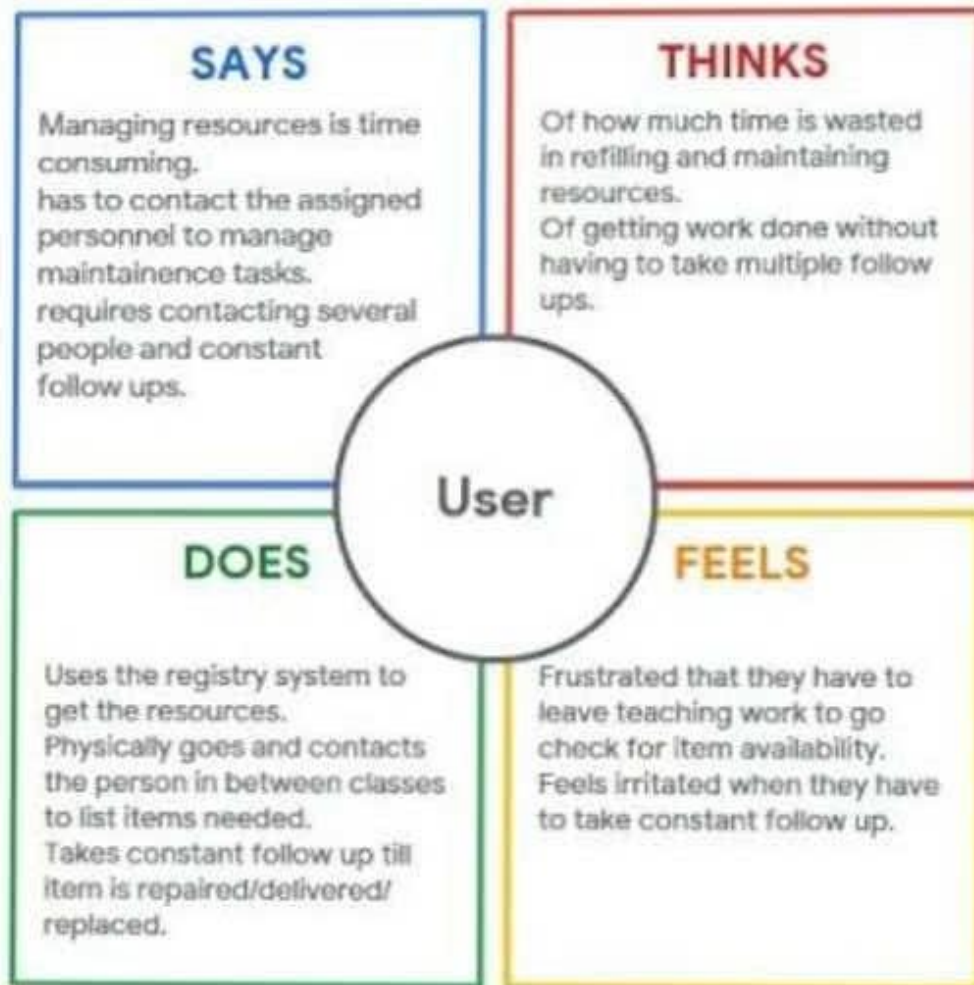 SAYS
Managing resources is time
consuming.
has to contact the assigned
personnel to manage
maintainence tasks.
requires contacting several
people and constant
follow ups.
THINKS
Of how much time is wasted
in refilling and maintaining
resources.
Of getting work done without
having to take multiple follow
ups.
User
DOES
Uses the registry system to
get the resources.
Physically goes and contacts
the person in between classes
to list items needed.
Takes constant follow up till
item is repaired/delivered/
replaced.
FEELS
Frustrated that they have to
leave teaching work to go
check for item availability.
Feels irritated when they have
to take constant follow up.